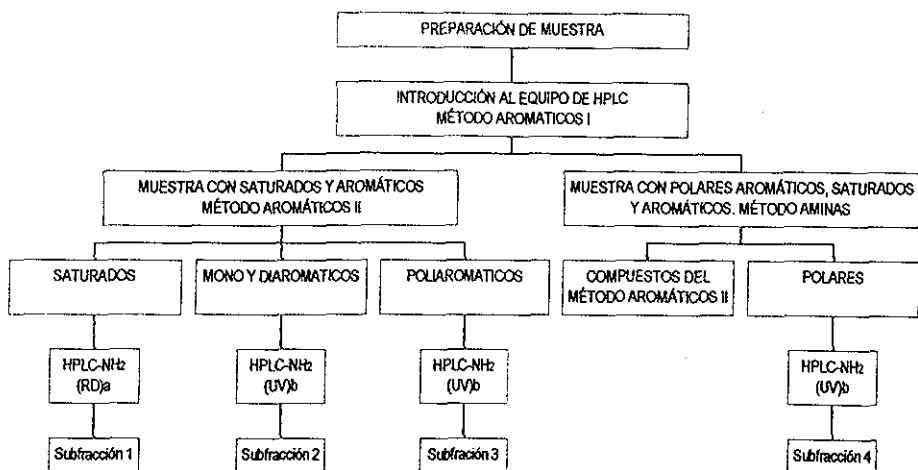 PREPARACIÓN DE MUESTRA
INTRODUCCIÓN AL EQUIPO DE HPLC
MÉTODO AROMATICOS I
MUESTRA CON SATURADOS Y AROMÁTICOS
MÉTODO AROMÁTICOS II
MUESTRA CON POLARES AROMÁTICOS, SATURADOS
Y AROMÁTICOS. MÉTODO AMINAS
SATURADOS
MONO Y DIAROMATICOS
POLIAROMATICOS
COMPUESTOS DEL
MÉTODO AROMÁTICOS II
POLARES
HPLC-NH2
(RD)a
HPLC-NH2
(UV)b
HPLC-NH2
(UV)b
HPLC-NH2
(UV)b
Subfracción 1
Subfracción 2
Subfración 3
Subfracción 4